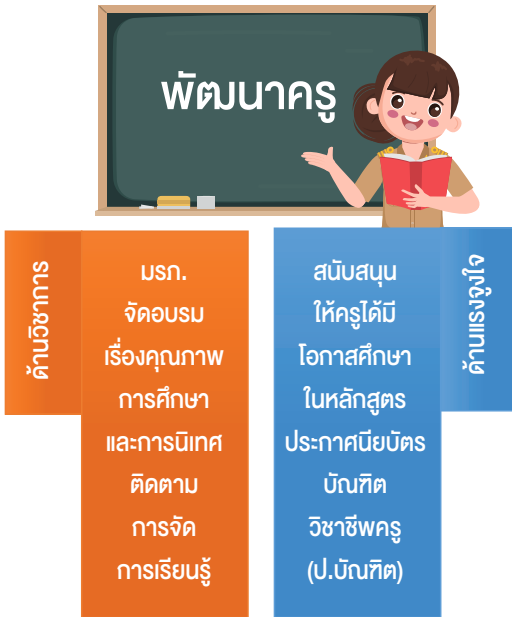 พัฒนาครู
ด้านวิชาการ
มรภ.
จัดอบรม
เรื่องคุณภาพ
การศึกษา
และการนิเทศ
ติดตาม
การจัด
การเรียนรู้
สนับสนุน
ให้ครูได้มี
โอกาสศึกษา
ในหลักสูตร
ประกาศนียบัตร
บัณฑิต
วิชาชีพครู
(ป.บัณฑิต)
ด้านแรงจูงใจ